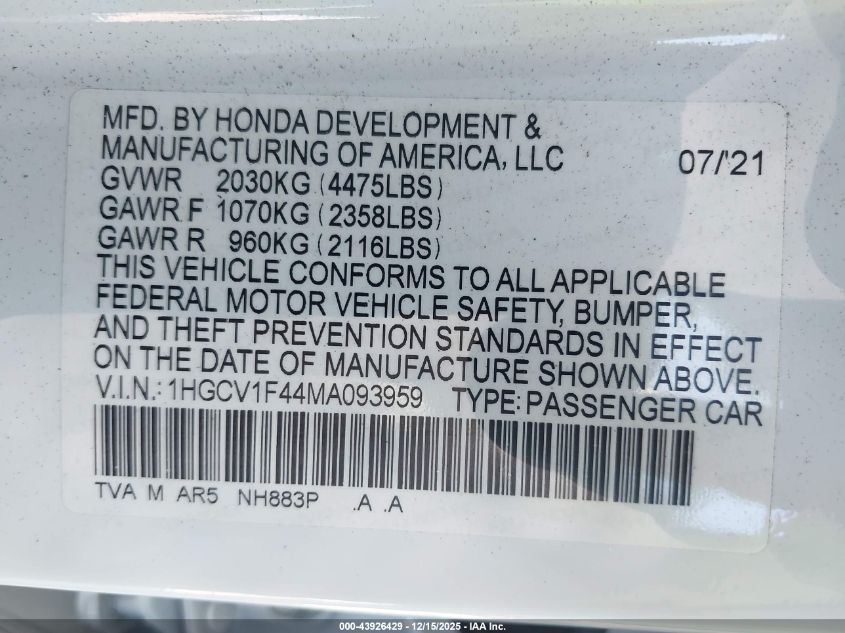 MFD. BY HONDA DEVELOPMENT &
MANUFACTURING OF AMERICA, LLC 07/'21
GVWR 2030KG (4475LBS)
GAWR F 1070KG (2358LBS)
GAWR R 960KG (2116LBS)
THIS VEHICLE CONFORMS TO ALL APPLICABLE
FEDERAL MOTOR VEHICLE SAFETY, BUMPER,
AND THEFT PREVENTION STANDARDS IN EFFECT
ON THE DATE OF MANUFACTURE SHOWN ABOVE.
V.I.N.: 1HGCV1F44MA093959 TYPE: PASSENGER CAR
TVA M AR5 NH883P .A .A
000-43926429 - 12/15/2025 - IAA Inc.